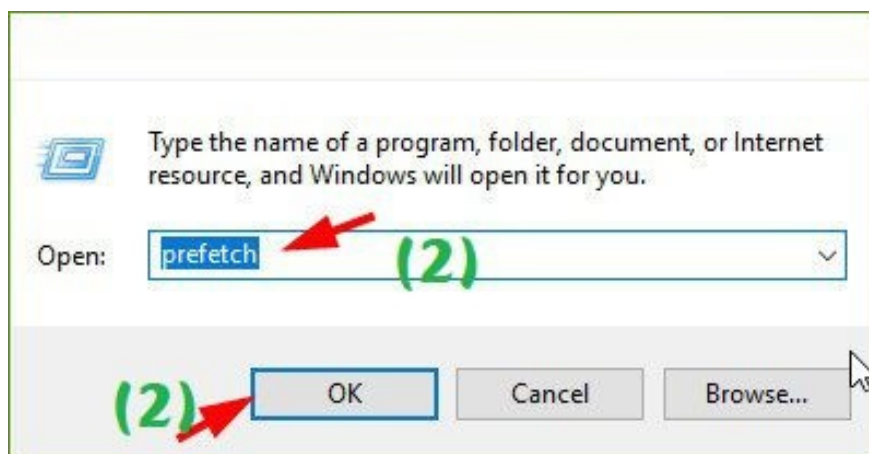 Type the name of a program, folder, document, or Internet
resource, and Windows will open it for you.
Open: prefetch (2)
(2) OK Cancel Browse...